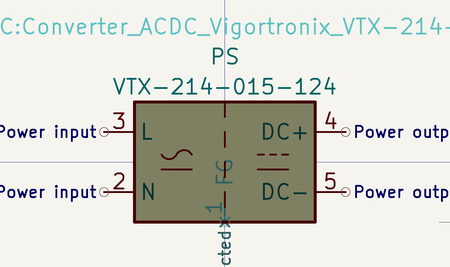 C:Converter_ACDC_Vigortronix_VTX-214-
PS
VTX-214-015-124
Power input 3 L DC+ 4 Power outp
Power input 2 N DC- 5 Power outp
FG
1
cted